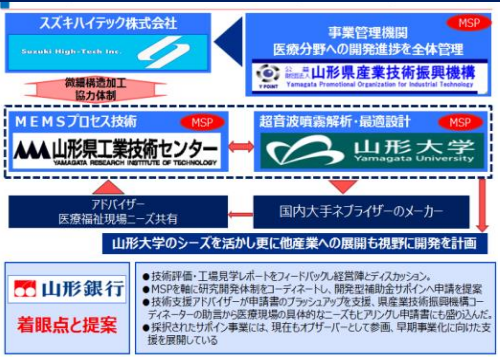 スズキハイテック株式会社
Suzuki High-Tech Inc.
MSP
事業管理機関
医療分野への開発進捗を全体管理
Y POINT
公益財団法人 山形県産業技術振興機構
Yamagata Promotional Organization for Industrial Technology
微細構造加工
協力体制
MEMSプロセス技術
MSP
山形県工業技術センター
YAMAGATA RESEARCH INSTITUTE OF TECHNOLOGY
超音波噴霧解析・最適設計
MSP
山形大学
Yamagata University
アドバイザー
医療福祉現場ニーズ共有
国内大手ネブライザーのメーカー
山形大学のシーズを活かし更に他産業への展開も視野に開発を計画
山形銀行
着眼点と提案
●技術評価・工場見学レポートをフィードバックし経営陣とディスカッション。
●MSPを軸に研究開発体制をコーディネートし、開発型補助金サポインへ申請を提案
●技術支援アドバイザーが申請書のブラッシュアップを支援、県産業技術振興機構コー
ディネーターの助言から医療現場の具体的なニーズもヒアリングし申請書にも盛り込んだ。
●採択されたサポイン事業には、現在もオブザーバーとして参画、早期事業化に向けた支
援を展開している